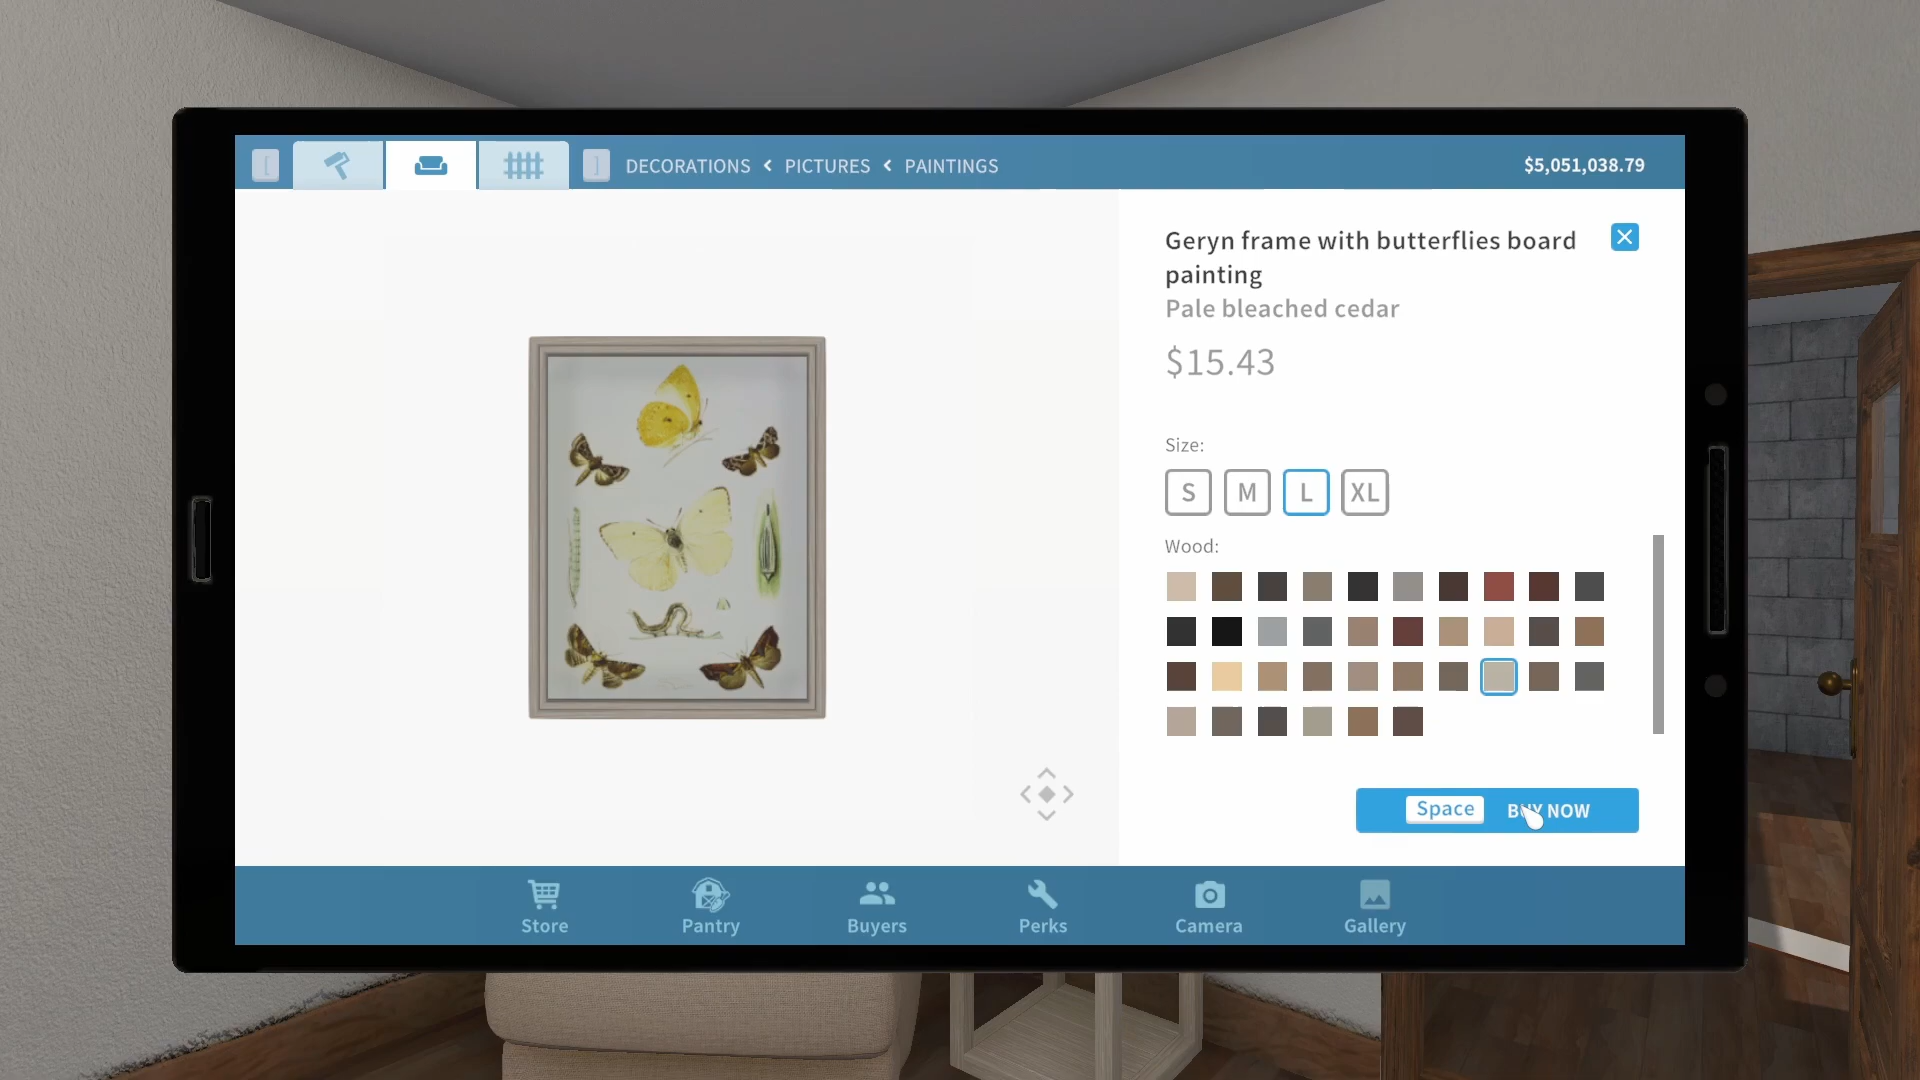 [
] DECORATIONS < PICTURES < PAINTINGS
$5,051,038.79
Geryn frame with butterflies board
painting
Pale bleached cedar
$15.43
Size:
S M L XL
Wood:
Space BUY NOW
Store Pantry Buyers Perks Camera Gallery